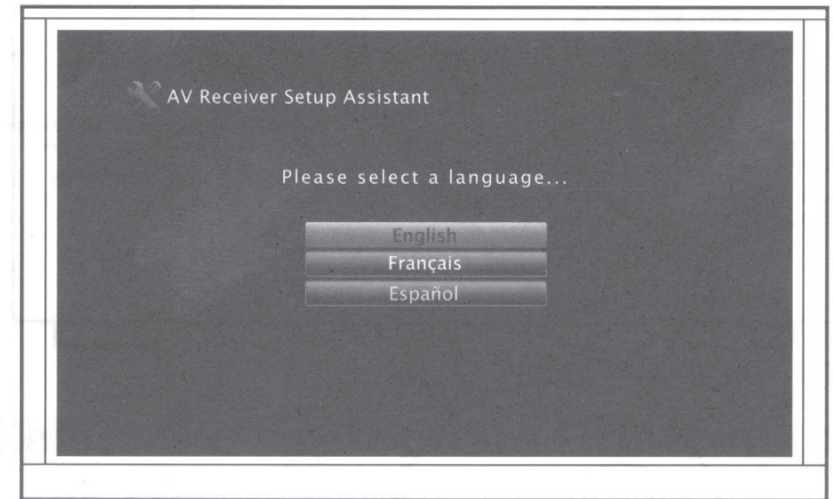 AV Receiver Setup Assistant
Please select a language...
English
Français
Español